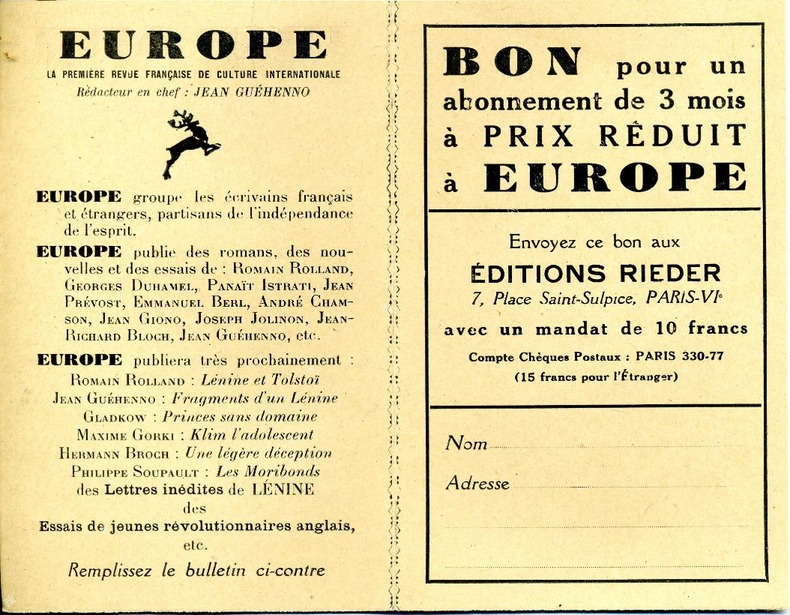 EUROPE
LA PREMIÈRE REVUE FRANÇAISE DE CULTURE INTERNATIONALE
Rédacteur en chef : JEAN GUÉHENNO
EUROPE groupe les écrivains français
et étrangers, partisans de l'indépendance
de l'esprit.
EUROPE publie des romans, des nou-
velles et des essais de : ROMAIN ROLLAND,
GEORGES DUHAMEL, PANAÏT ISTRATI, JEAN
PRÉVOST, EMMANUEL BERL, ANDRÉ CHAM-
SON, JEAN GIONO, JOSEPH JOLINON, JEAN-
RICHARD BLOCH, JEAN GUÉHENNO, etc.
EUROPE publiera très prochainement :
ROMAIN ROLLAND : Lénine et Tolstoï
JEAN GUÉHENNO : Fragments d'un Lénine
GLADKOW : Princes sans domaine
MAXIME GORKI : Klim l'adolescent
HERMANN BROCH : Une légère déception
PHILIPPE SOUPAULT : Les Moribonds
des Lettres inédites de LÉNINE
des
Essais de jeunes révolutionnaires anglais,
etc.
Remplissez le bulletin ci-contre
BON pour un
abonnement de 3 mois
à PRIX RÉDUIT
à EUROPE
Envoyez ce bon aux
ÉDITIONS RIEDER
7, Place Saint-Sulpice, PARIS-VIᵉ
avec un mandat de 10 francs
Compte Chèques Postaux : PARIS 330-77
(15 francs pour l'Étranger)
Nom
Adresse